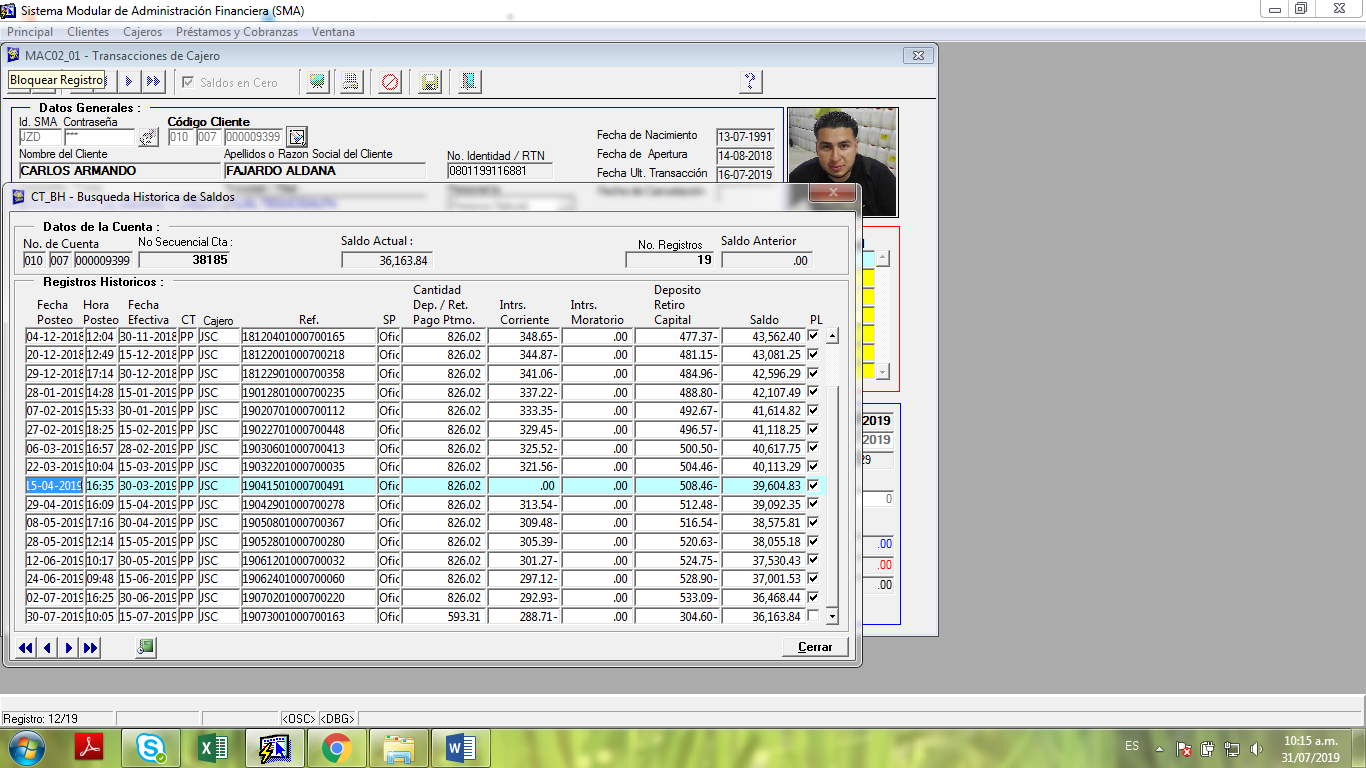 Sistema Modular de Administración Financiera (SMA)
Principal Clientes Cajeros Préstamos y Cobranzas Ventana
MAC02_01 - Transacciones de Cajero
Bloquear Registro
Saldos en Cero
Datos Generales :
Id. SMA Contraseña Código Cliente
JZD *** 010 007 000009399
Nombre del Cliente Apellidos o Razon Social del Cliente No. Identidad / RTN
CARLOS ARMANDO FAJARDO ALDANA 0801199116881
Fecha de Nacimiento 13-07-1991
Fecha de Apertura 14-08-2018
Fecha Ult. Transacción 16-07-2019
CT_BH - Busqueda Historica de Saldos
Datos de la Cuenta :
No. de Cuenta No Secuencial Cta : Saldo Actual : No. Registros Saldo Anterior
010 007 000009399 38185 36,163.84 19 .00
Registros Historicos :
Fecha Posteo Hora Posteo Fecha Efectiva CT Cajero Ref. SP Cantidad Dep. / Ret. Pago Ptmo. Intrs. Corriente Intrs. Moratorio Deposito Retiro Capital Saldo PL
04-12-2018 12:04 30-11-2018 PP JSC 18120401000700165 Ofic 826.02 348.65- .00 477.37- 43,562.40
20-12-2018 12:49 15-12-2018 PP JSC 18122001000700218 Ofic 826.02 344.87- .00 481.15- 43,081.25
29-12-2018 17:14 30-12-2018 PP JSC 18122901000700358 Ofic 826.02 341.06- .00 484.96- 42,596.29
28-01-2019 14:28 15-01-2019 PP JSC 19012801000700235 Ofic 826.02 337.22- .00 488.80- 42,107.49
07-02-2019 15:33 30-01-2019 PP JSC 19020701000700112 Ofic 826.02 333.35- .00 492.67- 41,614.82
27-02-2019 18:25 15-02-2019 PP JSC 19022701000700448 Ofic 826.02 329.45- .00 496.57- 41,118.25
06-03-2019 16:57 28-02-2019 PP JSC 19030601000700413 Ofic 826.02 325.52- .00 500.50- 40,617.75
22-03-2019 10:04 15-03-2019 PP JSC 19032201000700035 Ofic 826.02 321.56- .00 504.46- 40,113.29
15-04-2019 16:35 30-03-2019 PP JSC 19041501000700491 Ofic 826.02 .00 .00 508.46- 39,604.83
29-04-2019 16:09 15-04-2019 PP JSC 19042901000700278 Ofic 826.02 313.54- .00 512.48- 39,092.35
08-05-2019 17:16 30-04-2019 PP JSC 19050801000700367 Ofic 826.02 309.48- .00 516.54- 38,575.81
28-05-2019 12:14 15-05-2019 PP JSC 19052801000700280 Ofic 826.02 305.39- .00 520.63- 38,055.18
12-06-2019 10:17 30-05-2019 PP JSC 19061201000700032 Ofic 826.02 301.27- .00 524.75- 37,530.43
24-06-2019 09:48 15-06-2019 PP JSC 19062401000700060 Ofic 826.02 297.12- .00 528.90- 37,001.53
02-07-2019 16:25 30-06-2019 PP JSC 19070201000700220 Ofic 826.02 292.93- .00 533.09- 36,468.44
30-07-2019 10:05 15-07-2019 PP JSC 19073001000700163 Ofic 593.31 288.71- .00 304.60- 36,163.84
Cerrar
2019
2019
29
0
.00
.00
.00
Registro: 12/19 <OSC> <DBG>
ES 10:15 a.m.
31/07/2019